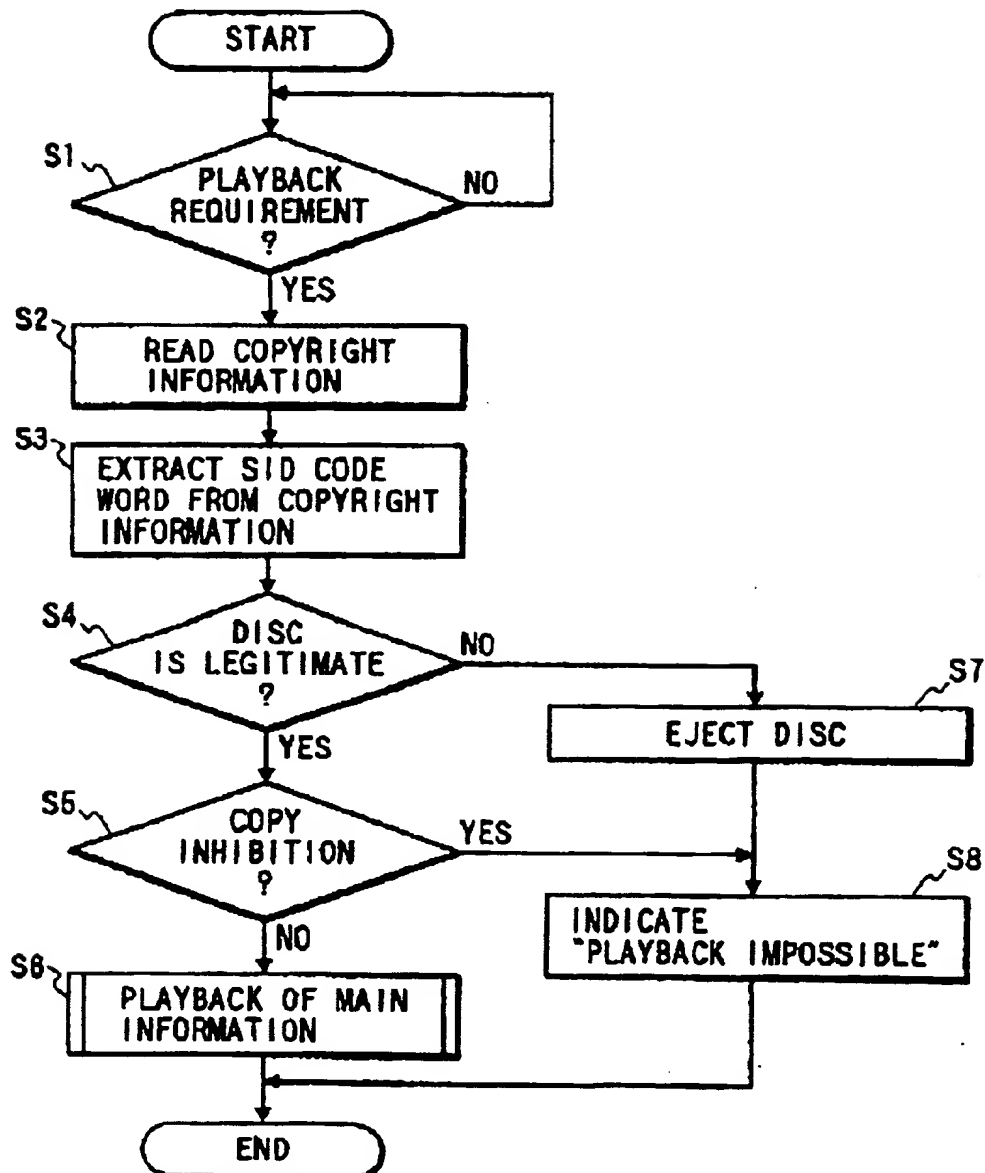 START
S1
PLAYBACK
REQUIREMENT
?
NO
YES
S2
READ COPYRIGHT
INFORMATION
S3
EXTRACT SID CODE
WORD FROM COPYRIGHT
INFORMATION
S4
DISC
IS LEGITIMATE
?
NO
YES
S7
EJECT DISC
S5
COPY
INHIBITION
?
YES
NO
S8
INDICATE
"PLAYBACK IMPOSSIBLE"
S6
PLAYBACK OF MAIN
INFORMATION
END